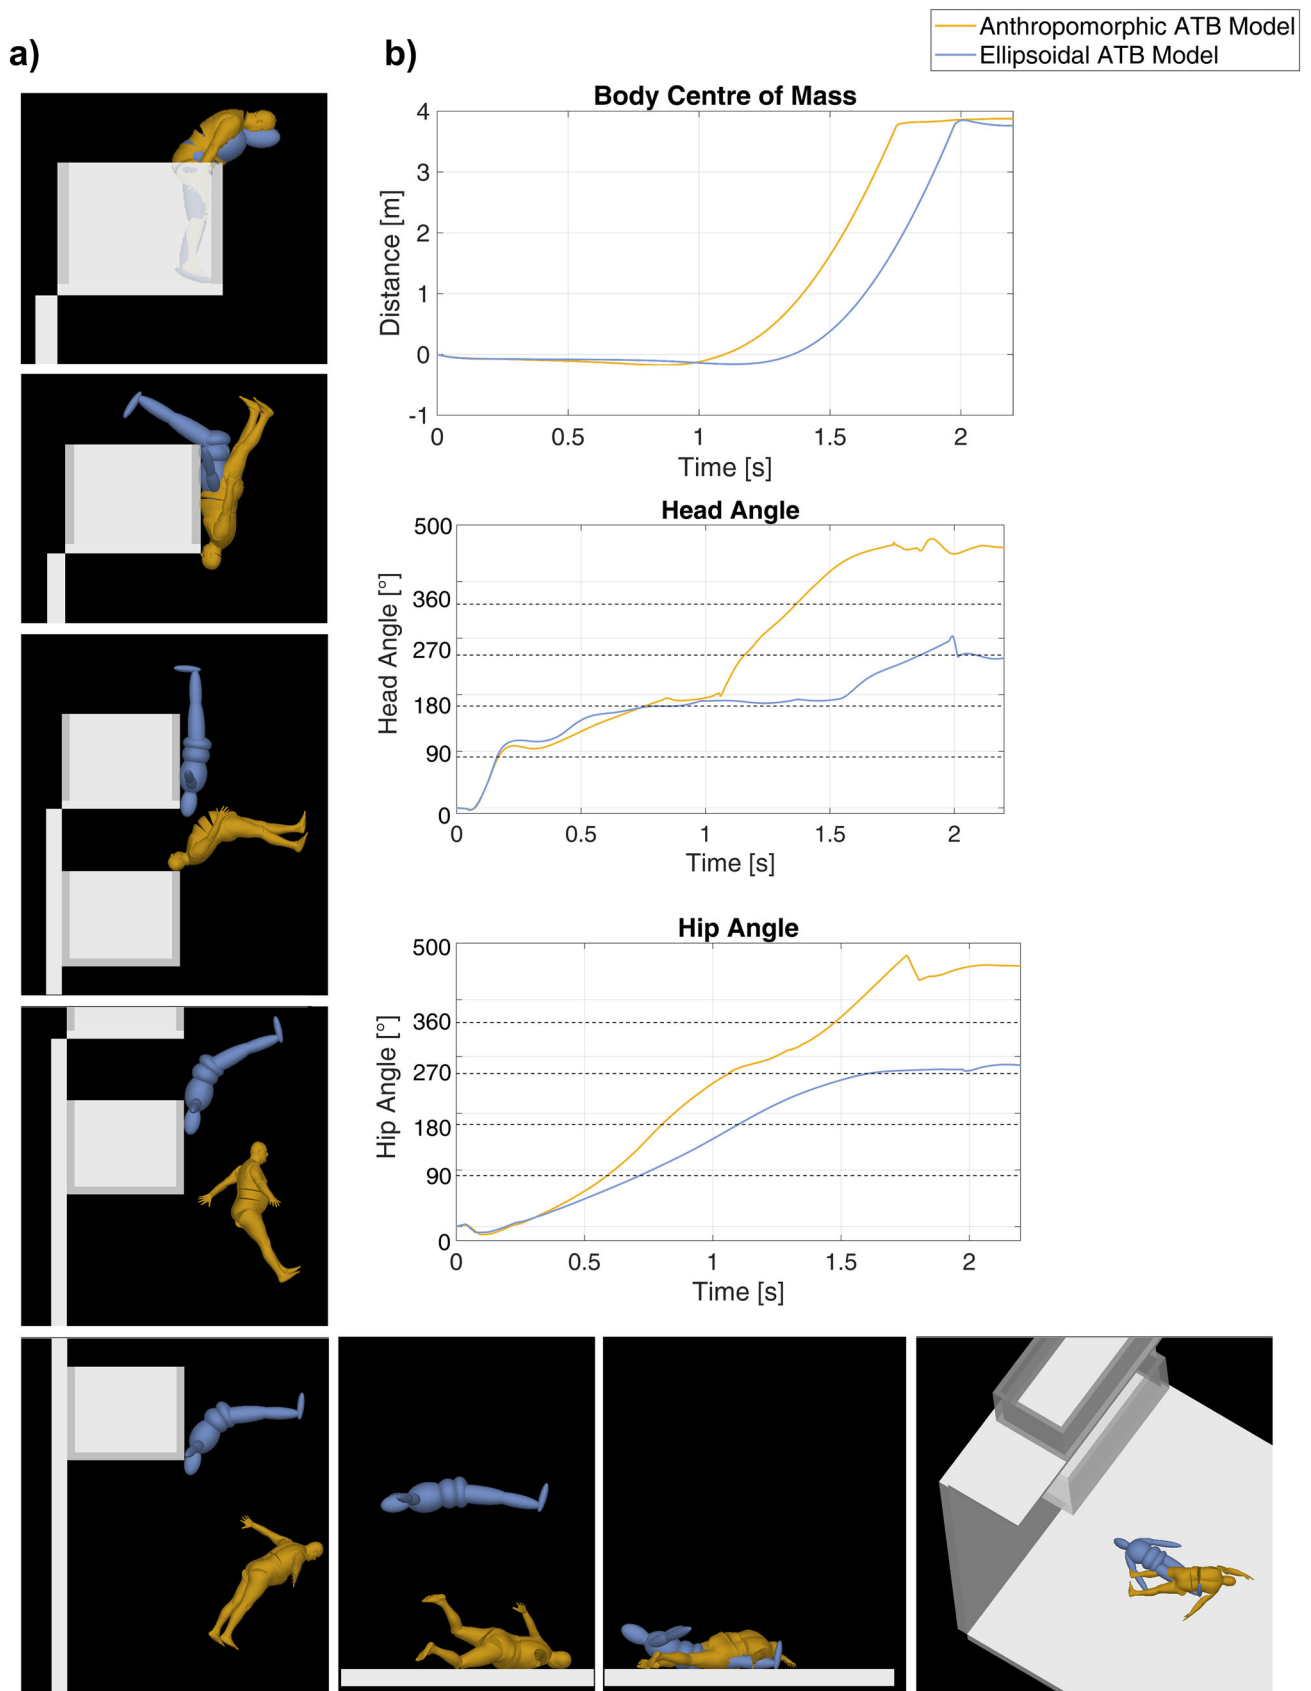 a)
b)
Anthropomorphic ATB Model
Ellipsoidal ATB Model
Body Centre of Mass
4
3
2
1
0
-1
Distance [m]
0 0.5 1 1.5 2
Time [s]
Head Angle
500
360
270
180
90
0
Head Angle [°]
0 0.5 1 1.5 2
Time [s]
Hip Angle
500
360
270
180
90
0
Hip Angle [°]
0 0.5 1 1.5 2
Time [s]